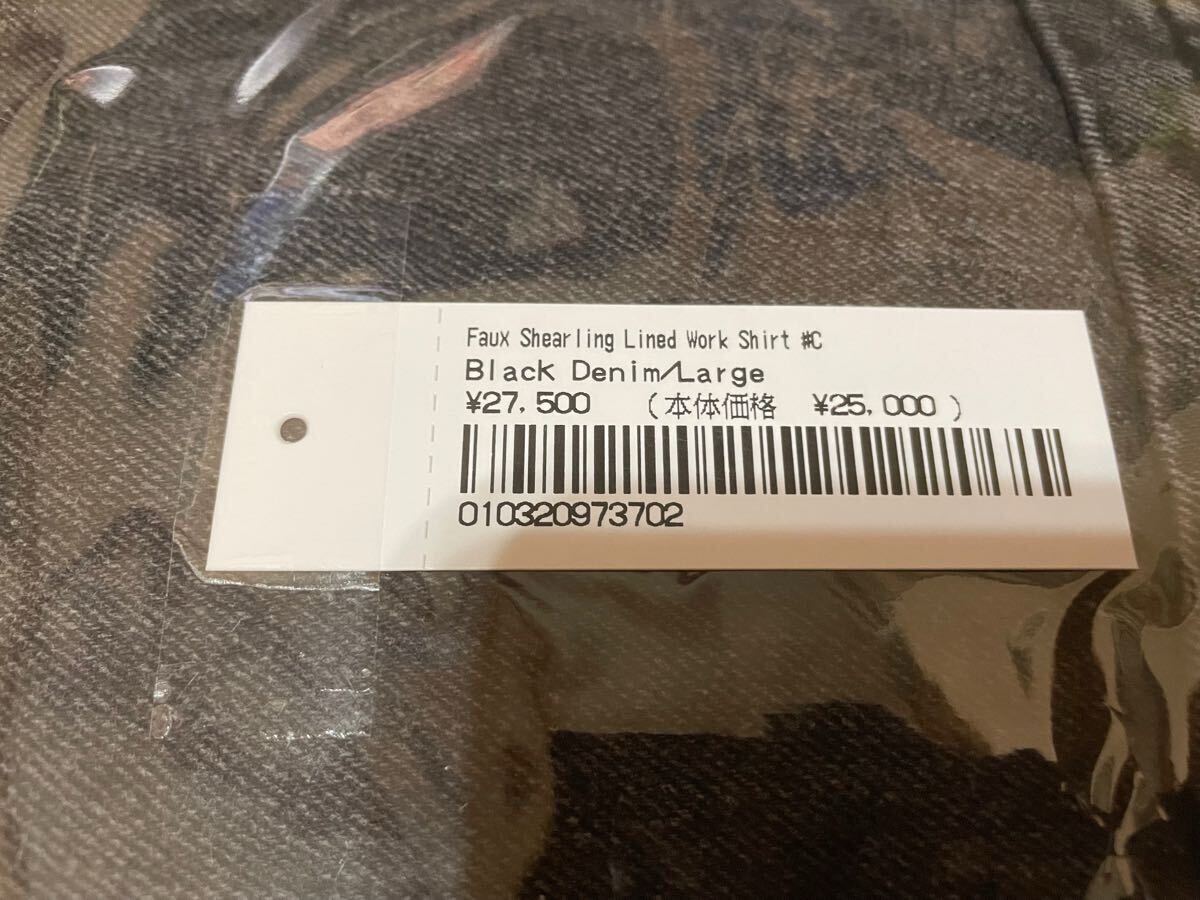 Faux Shearling Lined Work Shirt #C
Black Denim/Large
¥27,500 (本体価格 ¥25,000 )
010320973702